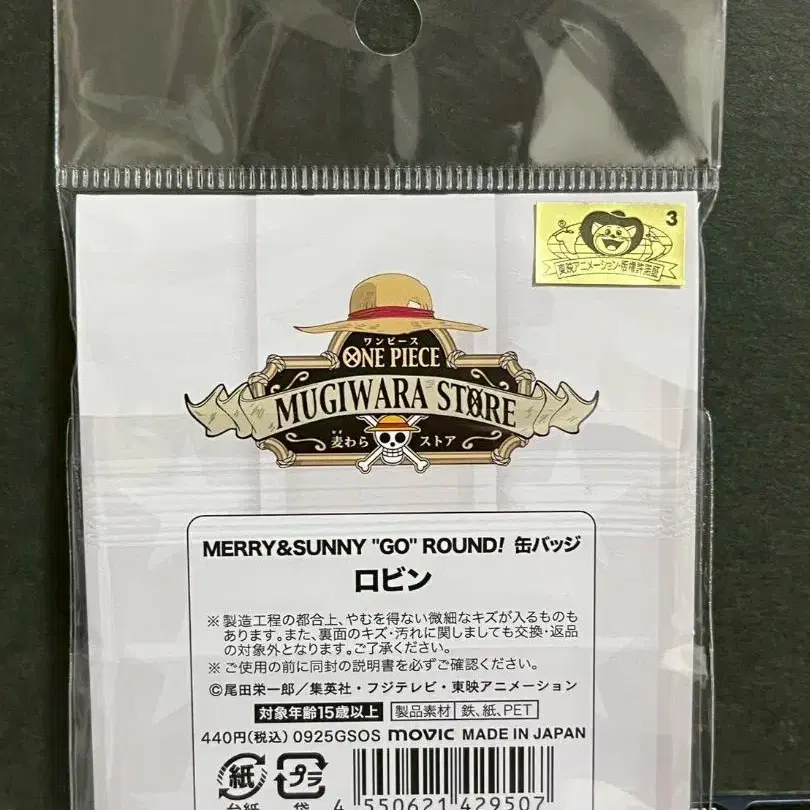 3
®
東映アニメーション・版権許諾証
ワンピース
ONE PIECE
MUGIWARA STORE
むぎ
麦わら ストア
MERRY&SUNNY "GO" ROUND! 缶バッジ
ロビン
※製造工程の都合上、やむを得ない微細なキズが入るものも
あります。また、裏面のキズ・汚れに関しましても交換・返品
の対象外となります。ご了承ください。
※ご使用の前に同封の説明書を必ずご確認ください。
©尾田栄一郎／集英社・フジテレビ・東映アニメーション
対象年齢15歳以上 製品素材 鉄、紙、PET
440円(税込) 0925GSOS movic MADE IN JAPAN
紙 プラ
台紙 袋 4 550621 429507